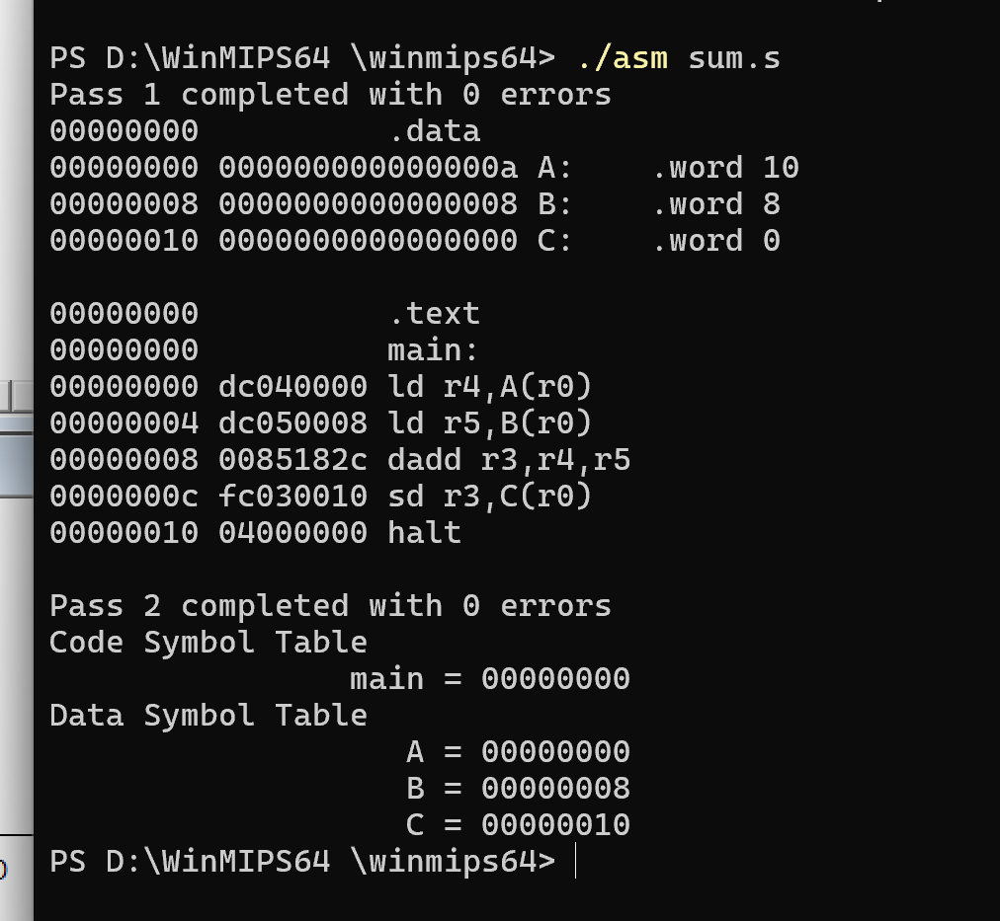 PS D:\WinMIPS64 \winmips64> ./asm sum.s
Pass 1 completed with 0 errors
00000000          .data
00000000 000000000000000a A:    .word 10
00000008 0000000000000008 B:    .word 8
00000010 0000000000000000 C:    .word 0
00000000          .text
00000000          main:
00000000 dc040000 ld r4,A(r0)
00000004 dc050008 ld r5,B(r0)
00000008 0085182c dadd r3,r4,r5
0000000c fc030010 sd r3,C(r0)
00000010 04000000 halt
Pass 2 completed with 0 errors
Code Symbol Table
                main = 00000000
Data Symbol Table
                   A = 00000000
                   B = 00000008
                   C = 00000010
PS D:\WinMIPS64 \winmips64>